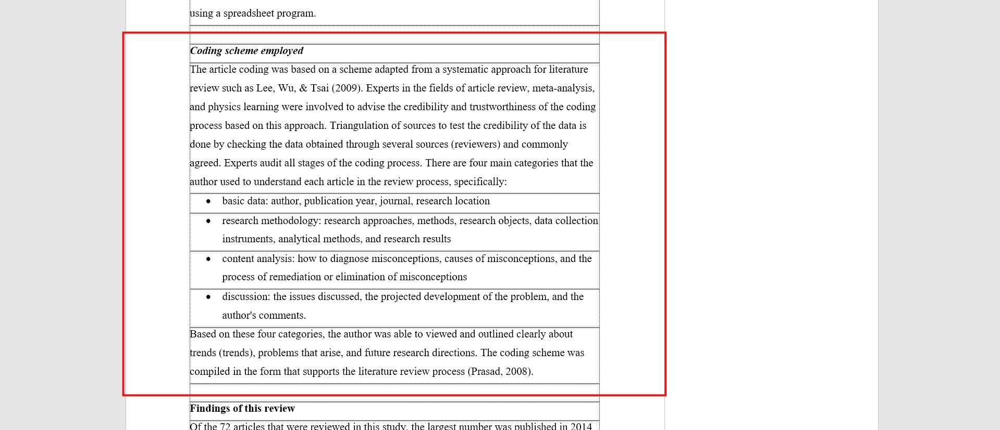 using a spreadsheet program.
Coding scheme employed
The article coding was based on a scheme adapted from a systematic approach for literature
review such as Lee, Wu, & Tsai (2009). Experts in the fields of article review, meta-analysis,
and physics learning were involved to advise the credibility and trustworthiness of the coding
process based on this approach. Triangulation of sources to test the credibility of the data is
done by checking the data obtained through several sources (reviewers) and commonly
agreed. Experts audit all stages of the coding process. There are four main categories that the
author used to understand each article in the review process, specifically:
• basic data: author, publication year, journal, research location
• research methodology: research approaches, methods, research objects, data collection
instruments, analytical methods, and research results
• content analysis: how to diagnose misconceptions, causes of misconceptions, and the
process of remediation or elimination of misconceptions
• discussion: the issues discussed, the projected development of the problem, and the
author's comments.
Based on these four categories, the author was able to viewed and outlined clearly about
trends (trends), problems that arise, and future research directions. The coding scheme was
compiled in the form that supports the literature review process (Prasad, 2008).
Findings of this review
Of the 72 articles that were reviewed in this study, the largest number was published in 2014